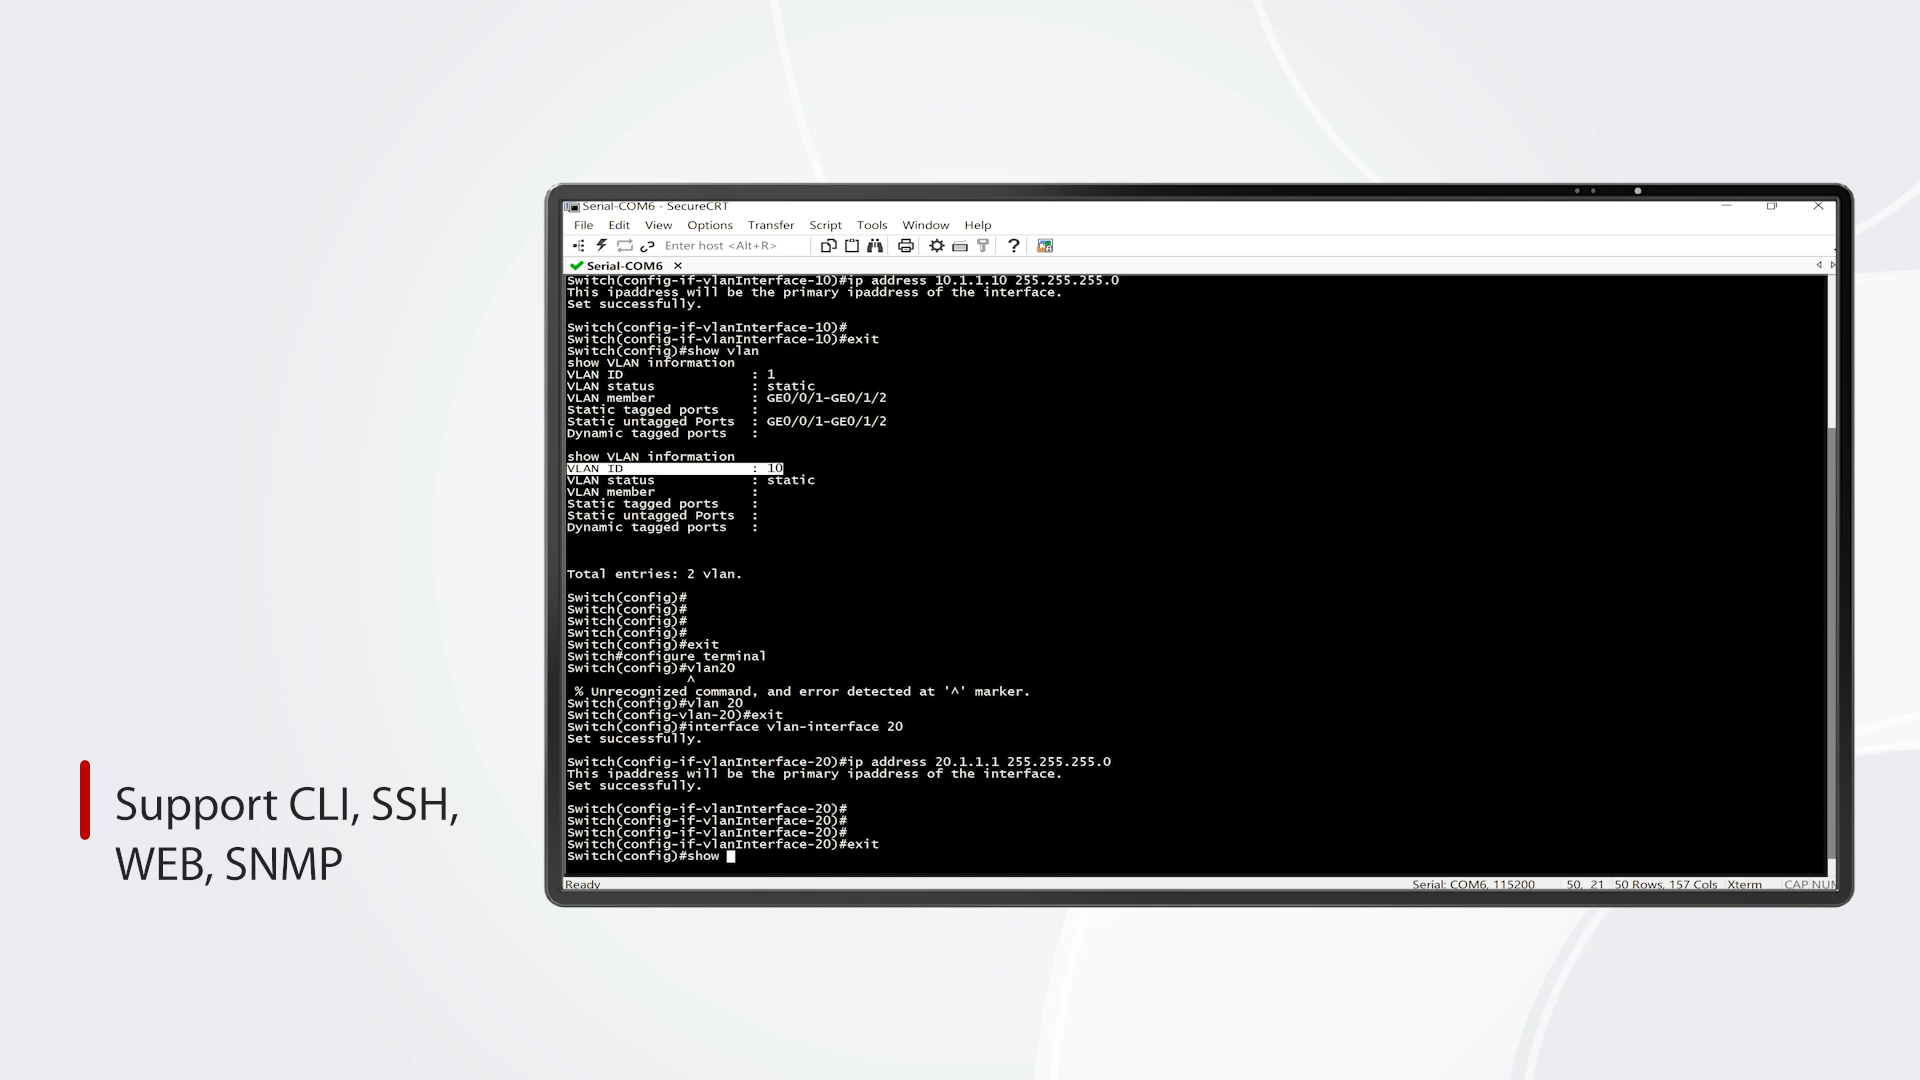 Serial-COM6 - SecureCRT
File Edit View Options Transfer Script Tools Window Help
Enter host <Alt+R>
Serial-COM6
Switch(config-if-vlanInterface-10)#ip address 10.1.1.10 255.255.255.0
This ipaddress will be the primary ipaddress of the interface.
Set successfully.
Switch(config-if-vlanInterface-10)#
Switch(config-if-vlanInterface-10)#exit
Switch(config)#show vlan
show VLAN information
VLAN ID : 1
VLAN status : static
VLAN member : GE0/0/1-GE0/1/2
Static tagged ports :
Static untagged Ports : GE0/0/1-GE0/1/2
Dynamic tagged ports :
show VLAN information
VLAN ID : 10
VLAN status : static
VLAN member :
Static tagged ports :
Static untagged Ports :
Dynamic tagged ports :
Total entries: 2 vlan.
Switch(config)#
Switch(config)#
Switch(config)#
Switch(config)#
Switch(config)#exit
Switch#configure terminal
Switch(config)#vlan20
^
% Unrecognized command, and error detected at '^' marker.
Switch(config)#vlan 20
Switch(config-vlan-20)#exit
Switch(config)#interface vlan-interface 20
Set successfully.
Switch(config-if-vlanInterface-20)#ip address 20.1.1.1 255.255.255.0
This ipaddress will be the primary ipaddress of the interface.
Set successfully.
Switch(config-if-vlanInterface-20)#
Switch(config-if-vlanInterface-20)#
Switch(config-if-vlanInterface-20)#
Switch(config-if-vlanInterface-20)#exit
Switch(config)#show
Ready Serial: COM6, 115200 50, 21 50 Rows, 157 Cols Xterm CAP NUM
Support CLI, SSH,
WEB, SNMP